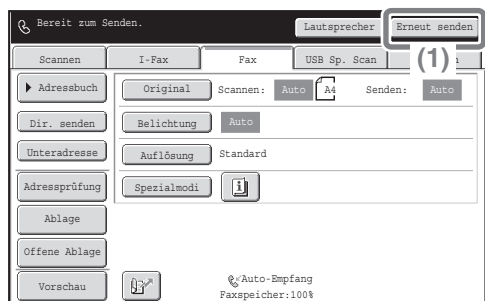 Bereit zum Senden.
Lautsprecher
Erneut senden
Scannen
I-Fax
Fax
USB Sp. Scan
(1)
Adressbuch
Original
Scannen:
Auto
A4
Senden:
Auto
Dir. senden
Belichtung
Auto
Unteradresse
Auflösung
Standard
Adressprüfung
Spezialmodi
Ablage
Offene Ablage
Vorschau
Auto-Empfang
Faxspeicher:100%